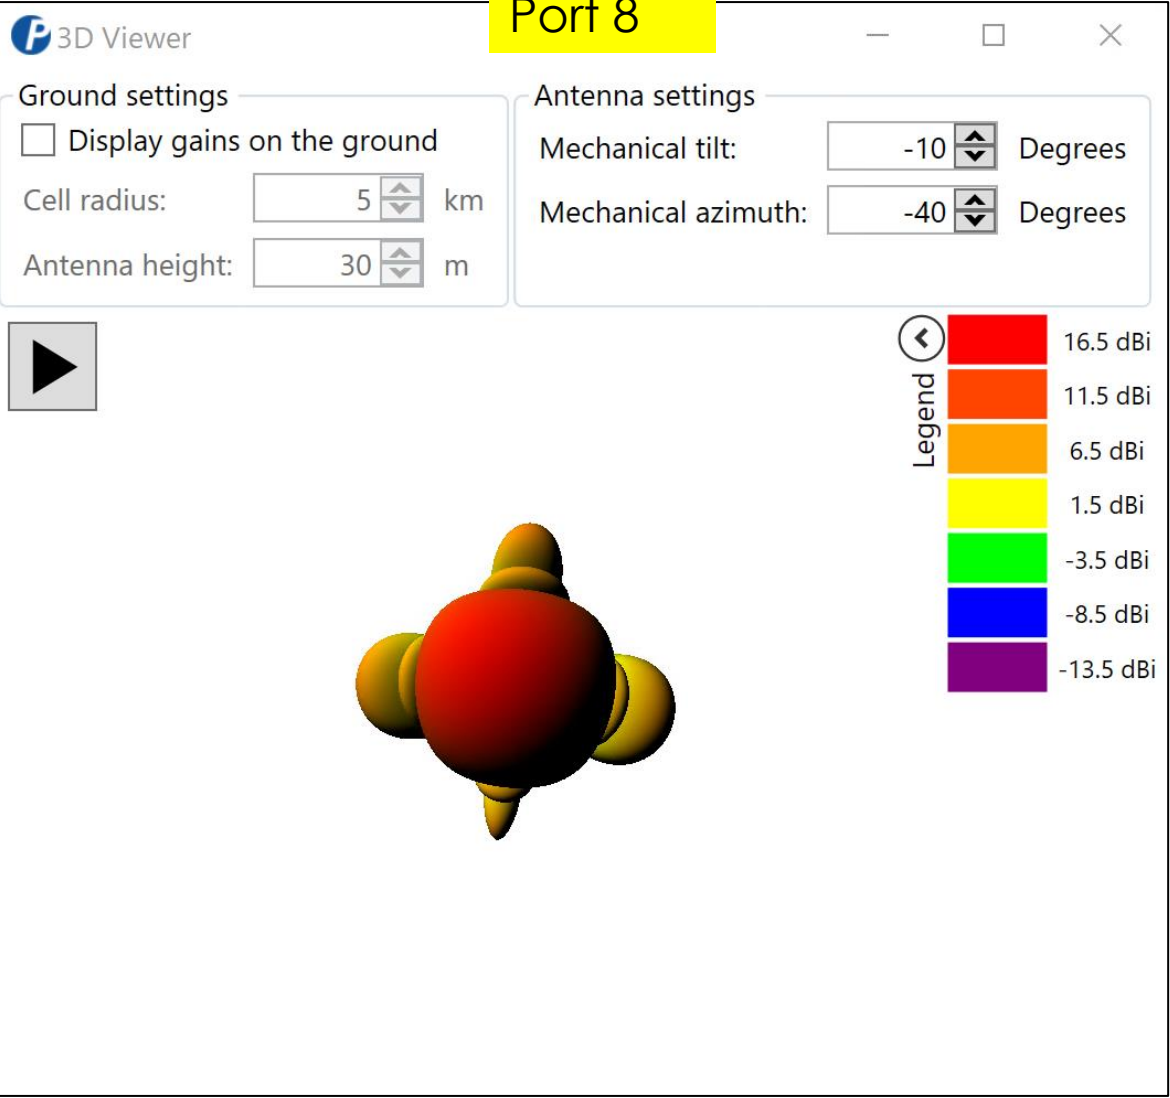 Port 8
3D Viewer
Ground settings
Display gains on the ground
Cell radius: 5 km
Antenna height: 30 m
Antenna settings
Mechanical tilt: -10 Degrees
Mechanical azimuth: -40 Degrees
Legend
16.5 dBi
11.5 dBi
6.5 dBi
1.5 dBi
-3.5 dBi
-8.5 dBi
-13.5 dBi